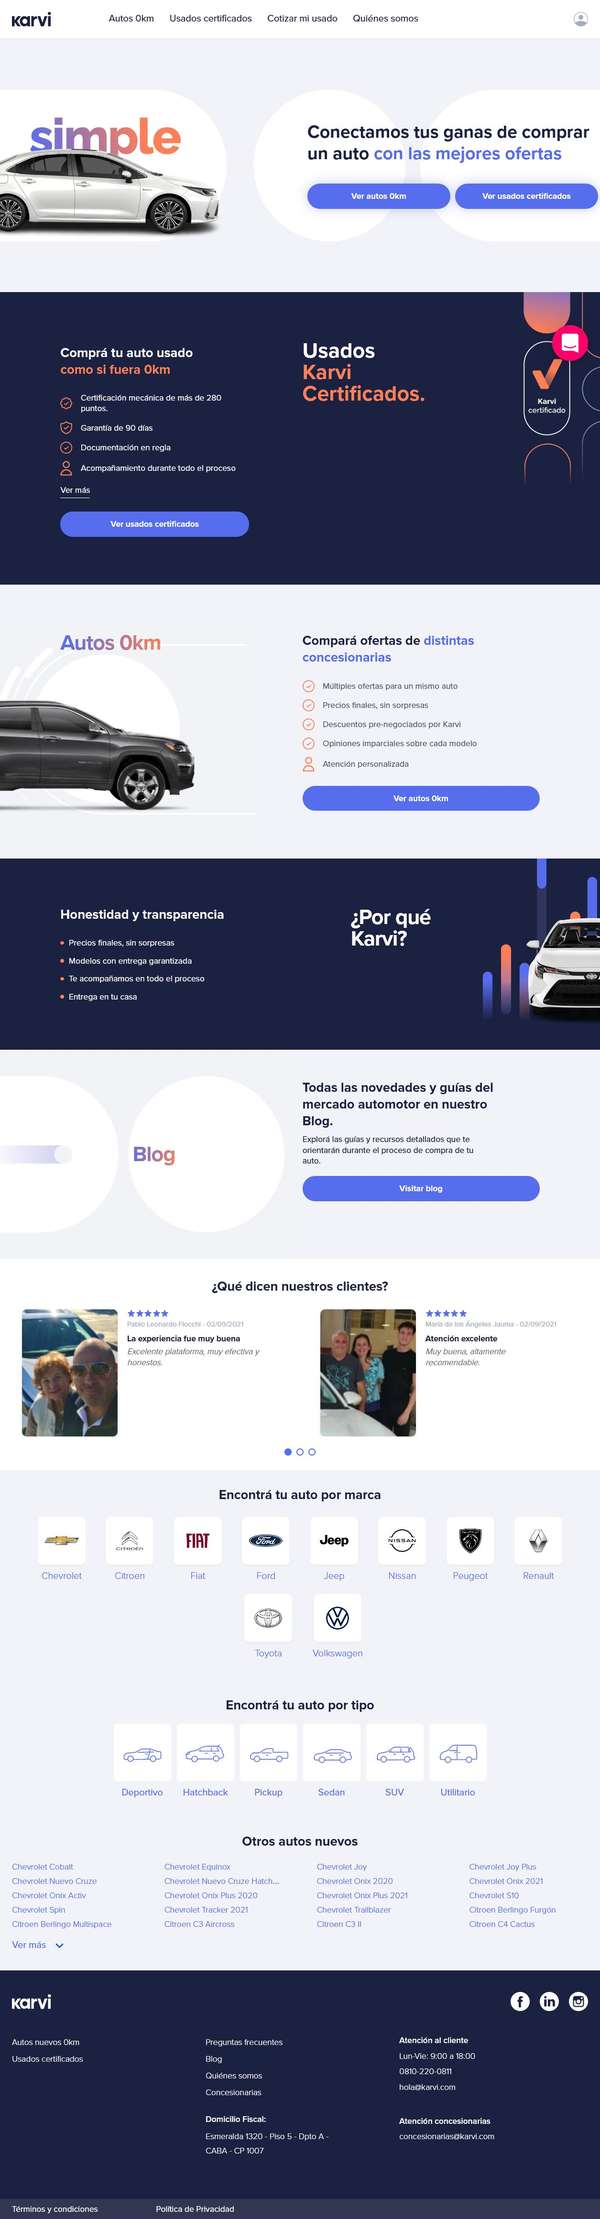 Karvi
Autos 0km
Usados certificados
Cotizar mi usado
Quiénes somos
simple
Conectamos tus ganas de comprar
un auto con las mejores ofertas
Ver autos 0km
Ver usados certificados
Comprá tu auto usado
como si fuera 0km
Certificación mecánica de más de 280
puntos.
Garantía de 90 días
Documentación en regla
Acompañamiento durante todo el proceso
Ver más
Ver usados certificados
Usados
Karvi
Certificados.
Karvi
certificado
Autos 0km
Compará ofertas de distintas
concesionarias
Múltiples ofertas para un mismo auto
Precios finales, sin sorpresas
Descuentos pre-negociados por Karvi
Opiniones imparciales sobre cada modelo
Atención personalizada
Ver autos 0km
Honestidad y transparencia
Precios finales, sin sorpresas
Modelos con entrega garantizada
Te acompañamos en todo el proceso
Entrega en tu casa
¿Por qué
Karvi?
Blog
Todas las novedades y guías del
mercado automotor en nuestro
Blog.
Explorá las guías y recursos detallados que te
orientarán durante el proceso de compra de tu
auto.
Visitar blog
¿Qué dicen nuestros clientes?
Pablo Leonardo Flocchi - 02/09/2021
La experiencia fue muy buena
Excelente plataforma, muy efectiva y
honestos.
María de los Ángeles Jauma - 02/09/2021
Atención excelente
Muy buena, altamente
recomendable.
Encontrá tu auto por marca
CITROËN
FIAT
Ford
Jeep
NISSAN
Chevrolet
Citroen
Fiat
Ford
Jeep
Nissan
Peugeot
Renault
Toyota
Volkswagen
Encontrá tu auto por tipo
Deportivo
Hatchback
Pickup
Sedan
SUV
Utilitario
Otros autos nuevos
Chevrolet Cobalt
Chevrolet Equinox
Chevrolet Joy
Chevrolet Joy Plus
Chevrolet Nuevo Cruze
Chevrolet Nuevo Cruze Hatch...
Chevrolet Onix 2020
Chevrolet Onix 2021
Chevrolet Onix Activ
Chevrolet Onix Plus 2020
Chevrolet Onix Plus 2021
Chevrolet S10
Chevrolet Spin
Chevrolet Tracker 2021
Chevrolet Trailblazer
Citroen Berlingo Furgón
Citroen Berlingo Multispace
Citroen C3 Aircross
Citroen C3 II
Citroen C4 Cactus
Ver más
Karvi
Autos nuevos 0km
Usados certificados
Preguntas frecuentes
Blog
Quiénes somos
Concesionarias
Domicilio Fiscal:
Esmeralda 1320 - Piso 5 - Dpto A -
CABA - CP 1007
Atención al cliente
Lun-Vie: 9:00 a 18:00
0810-220-0811
hola@karvi.com
Atención concesionarias
concesionarias@karvi.com
Términos y condiciones
Política de Privacidad